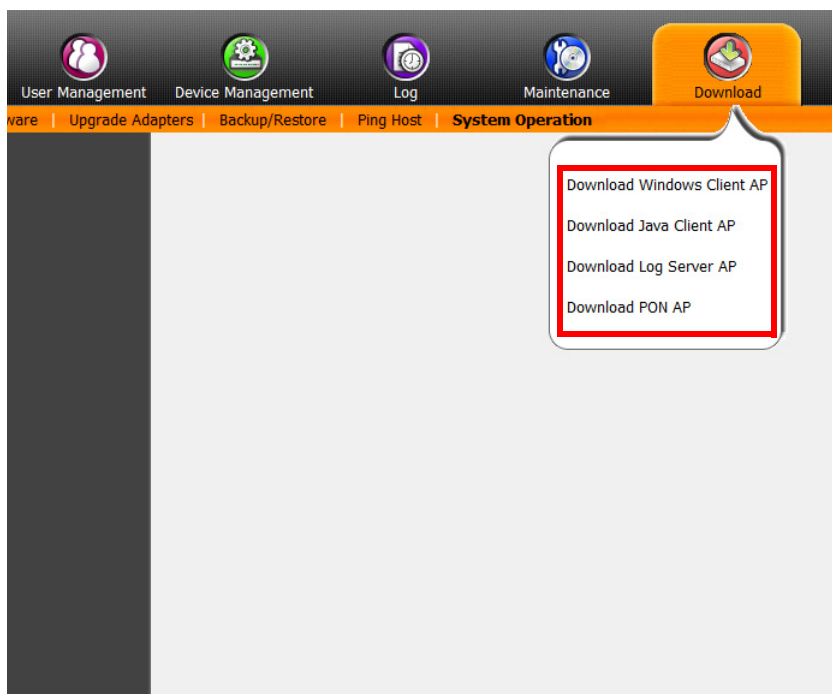 User Management Device Management Log Maintenance Download
ware | Upgrade Adapters | Backup/Restore | Ping Host | System Operation
Download Windows Client AP
Download Java Client AP
Download Log Server AP
Download PON AP